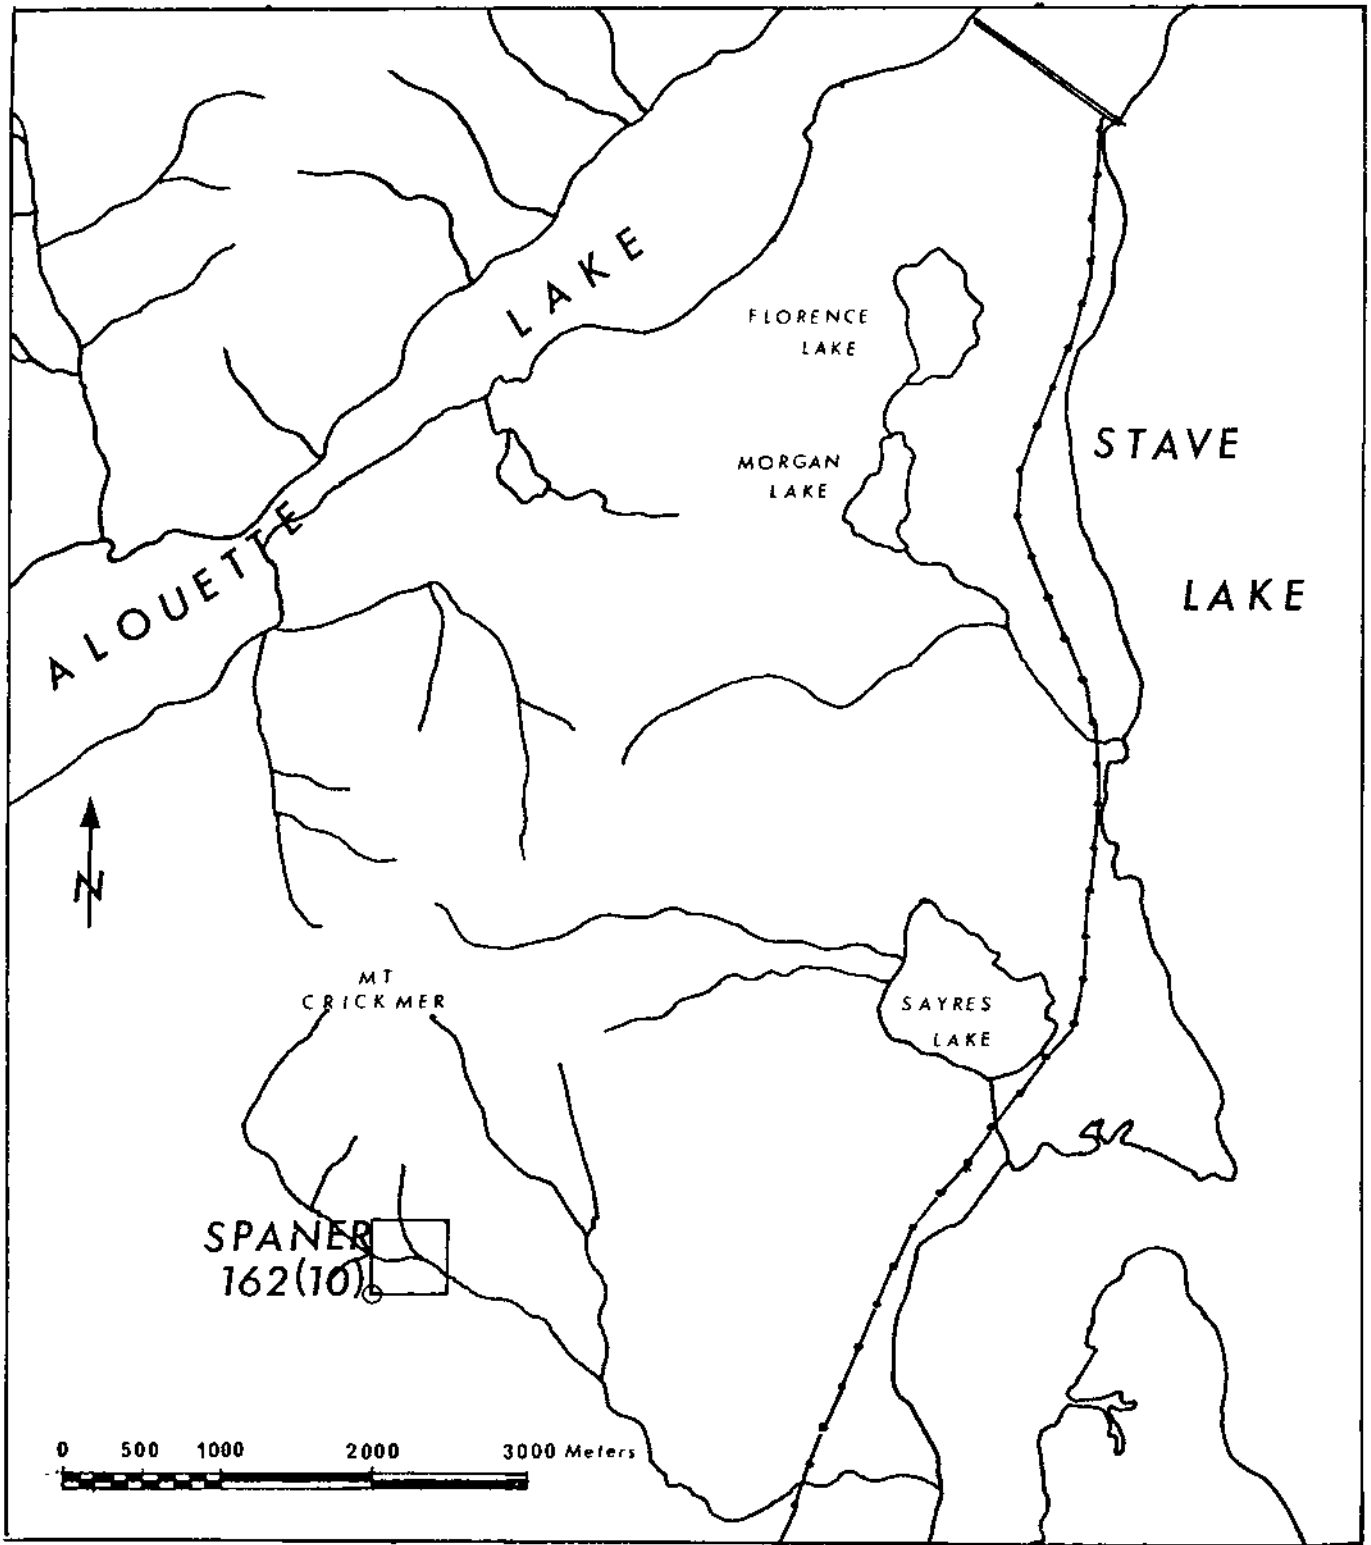 ALOUETTE LAKE
FLORENCE
LAKE
MORGAN
LAKE
STAVE
LAKE
N
MT
CRICKMER
SAYRES
LAKE
SPANER
162(10)
0 500 1000 2000 3000 Meters